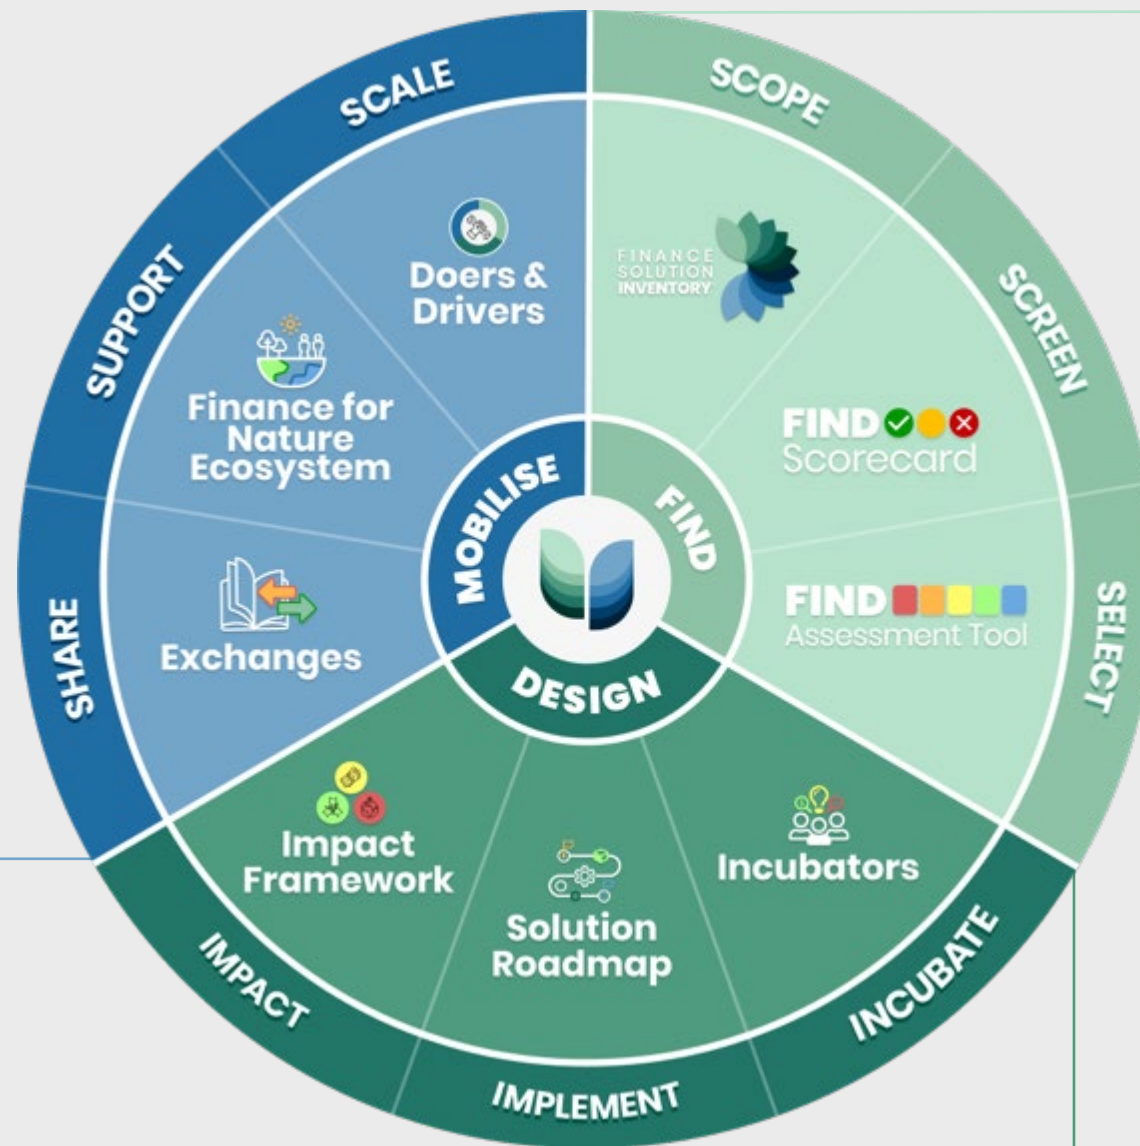 SCOPE
FINANCE
SOLUTION
INVENTORY
SCREEN
FIND
Scorecard
SELECT
FIND
Assessment Tool
FIND
INCUBATE
Incubators
IMPLEMENT
Solution
Roadmap
IMPACT
Impact
Framework
DESIGN
SHARE
Exchanges
SUPPORT
Finance for
Nature
Ecosystem
SCALE
Doers &
Drivers
MOBILISE